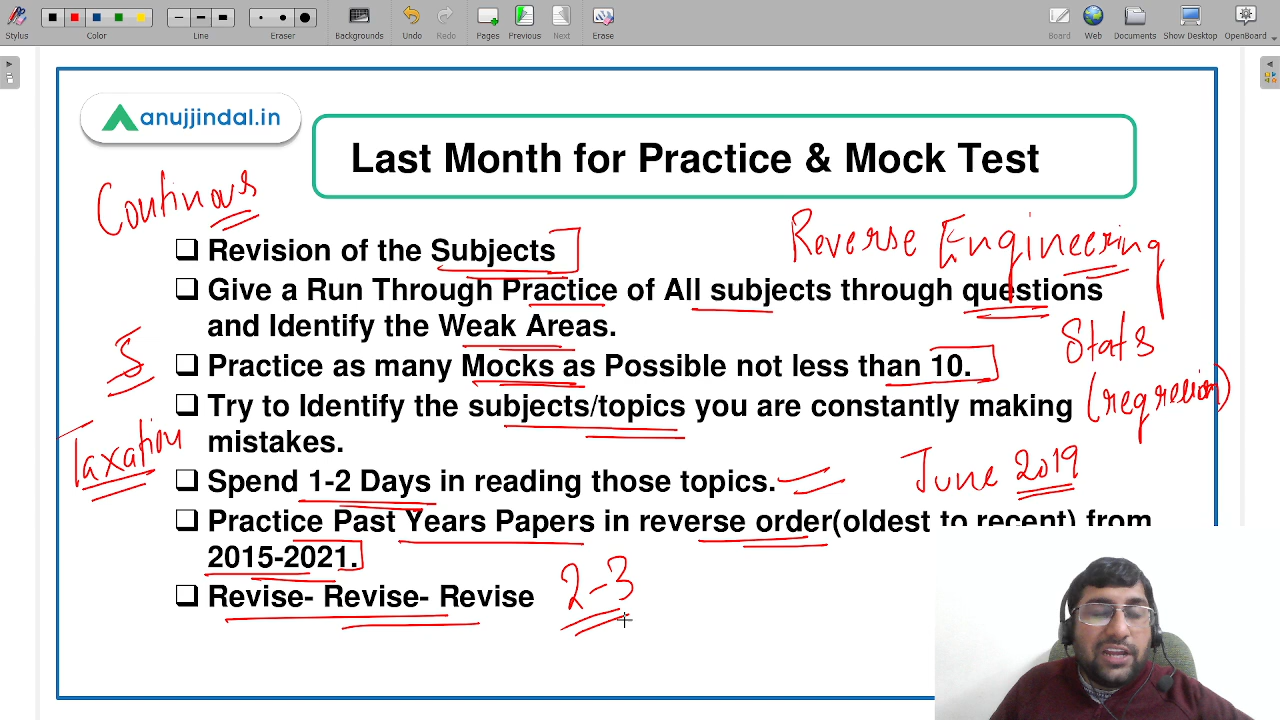 Stylus
Color
Line
Eraser
Backgrounds
Undo
Redo
Pages
Previous
Next
Erase
Board
Web
Documents
Show Desktop
OpenBoard
anujjindal.in
Last Month for Practice & Mock Test
Continous
Reverse Engineering
❑ Revision of the Subjects
❑ Give a Run Through Practice of All subjects through questions
and Identify the Weak Areas.
Stats
(regression)
5
❑ Practice as many Mocks as Possible not less than 10.
❑ Try to Identify the subjects/topics you are constantly making
mistakes.
Taxation
❑ Spend 1-2 Days in reading those topics.
June 2019
❑ Practice Past Years Papers in reverse order(oldest to recent) from
2015-2021.
❑ Revise- Revise- Revise
2-3